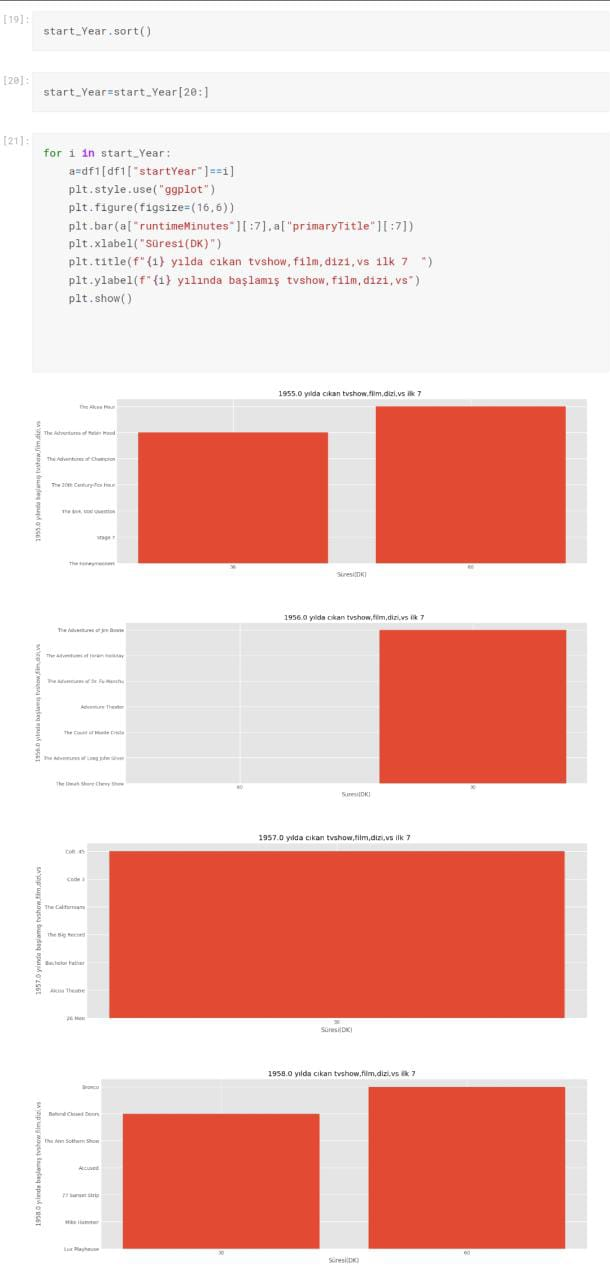 [19]:
start_Year.sort()
[20]:
start_Year=start_Year[20:]
[21]:
for i in start_Year:
    a=df1[df1["startYear"]==i]
    plt.style.use("ggplot")
    plt.figure(figsize=(16,6))
    plt.bar(a["runtimeMinutes"][:7],a["primaryTitle"][:7])
    plt.xlabel("Süresi(DK)")
    plt.title(f"{i} yılda cıkan tvshow,film,dizi,vs ilk 7  ")
    plt.ylabel(f"{i} yılında başlamış tvshow,film,dizi,vs")
    plt.show()
1955.0 yılda cıkan tvshow,film,dizi,vs ilk 7
1955.0 yılında başlamış tvshow,film,dizi,vs
The Alcoa Hour
The Adventures of Robin Hood
The Adventures of Champion
The 20th Century-Fox Hour
The $64, 000 Question
Stage 7
The Honeymooners
30
60
Süresi(DK)
1956.0 yılda cıkan tvshow,film,dizi,vs ilk 7
1956.0 yılında başlamış tvshow,film,dizi,vs
The Adventures of Jim Bowie
The Adventures of Hiram Holliday
The Adventures of Dr. Fu Manchu
Adventure Theater
The Count of Monte Cristo
The Adventures of Long John Silver
The Dinah Shore Chevy Show
60
30
Süresi(DK)
1957.0 yılda cıkan tvshow,film,dizi,vs ilk 7
1957.0 yılında başlamış tvshow,film,dizi,vs
Colt .45
Code 3
The Californians
The Big Record
Bachelor Father
Alcoa Theatre
26 Men
30
Süresi(DK)
1958.0 yılda cıkan tvshow,film,dizi,vs ilk 7
1958.0 yılında başlamış tvshow,film,dizi,vs
Bronco
Behind Closed Doors
The Ann Sothern Show
Accused
77 Sunset Strip
Mike Hammer
Lux Playhouse
30
60
Süresi(DK)